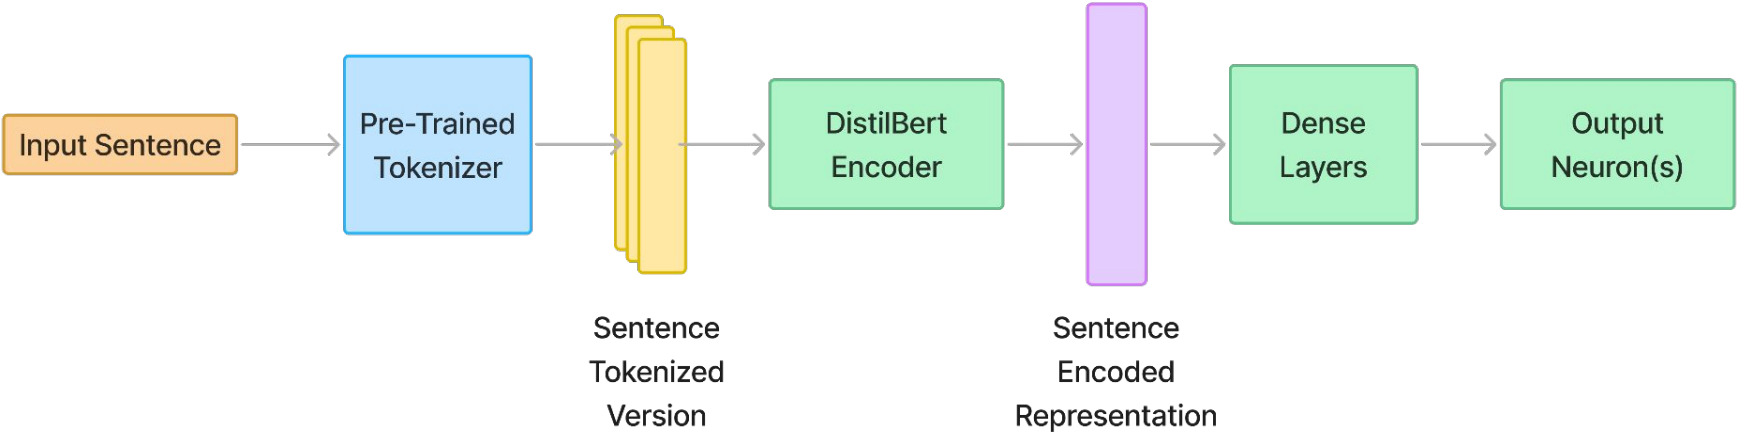 Input Sentence
Pre-Trained
Tokenizer
Sentence
Tokenized
Version
DistilBert
Encoder
Sentence
Encoded
Representation
Dense
Layers
Output
Neuron(s)